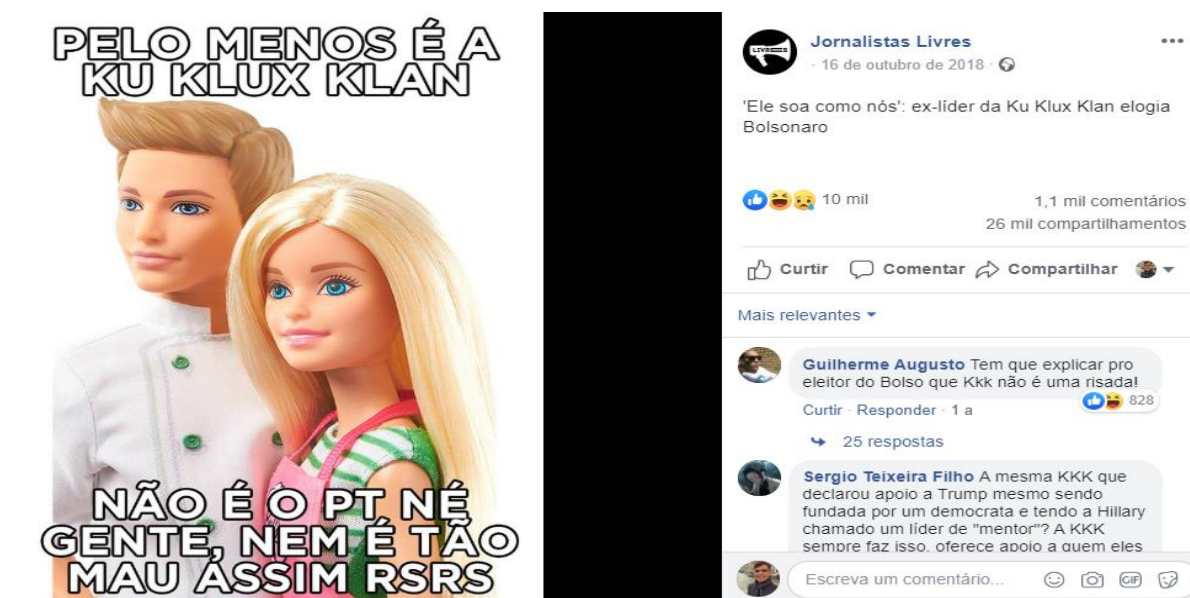 PELO MENOS É A
KU KLUX KLAN
NÃO É O PT NÉ
GENTE, NEM É TÃO
MAU ASSIM RSRS
LIVRES
Jornalistas Livres
· 16 de outubro de 2018 ·
'Ele soa como nós': ex-líder da Ku Klux Klan elogia
Bolsonaro
10 mil
1,1 mil comentários
26 mil compartilhamentos
Curtir Comentar Compartilhar
Mais relevantes
Guilherme Augusto Tem que explicar pro
eleitor do Bolso que Kkk não é uma risada!
828
Curtir · Responder · 1 a
25 respostas
Sergio Teixeira Filho A mesma KKK que
declarou apoio a Trump mesmo sendo
fundada por um democrata e tendo a Hillary
chamado um líder de "mentor"? A KKK
sempre faz isso, oferece apoio a quem eles
Escreva um comentário... GIF